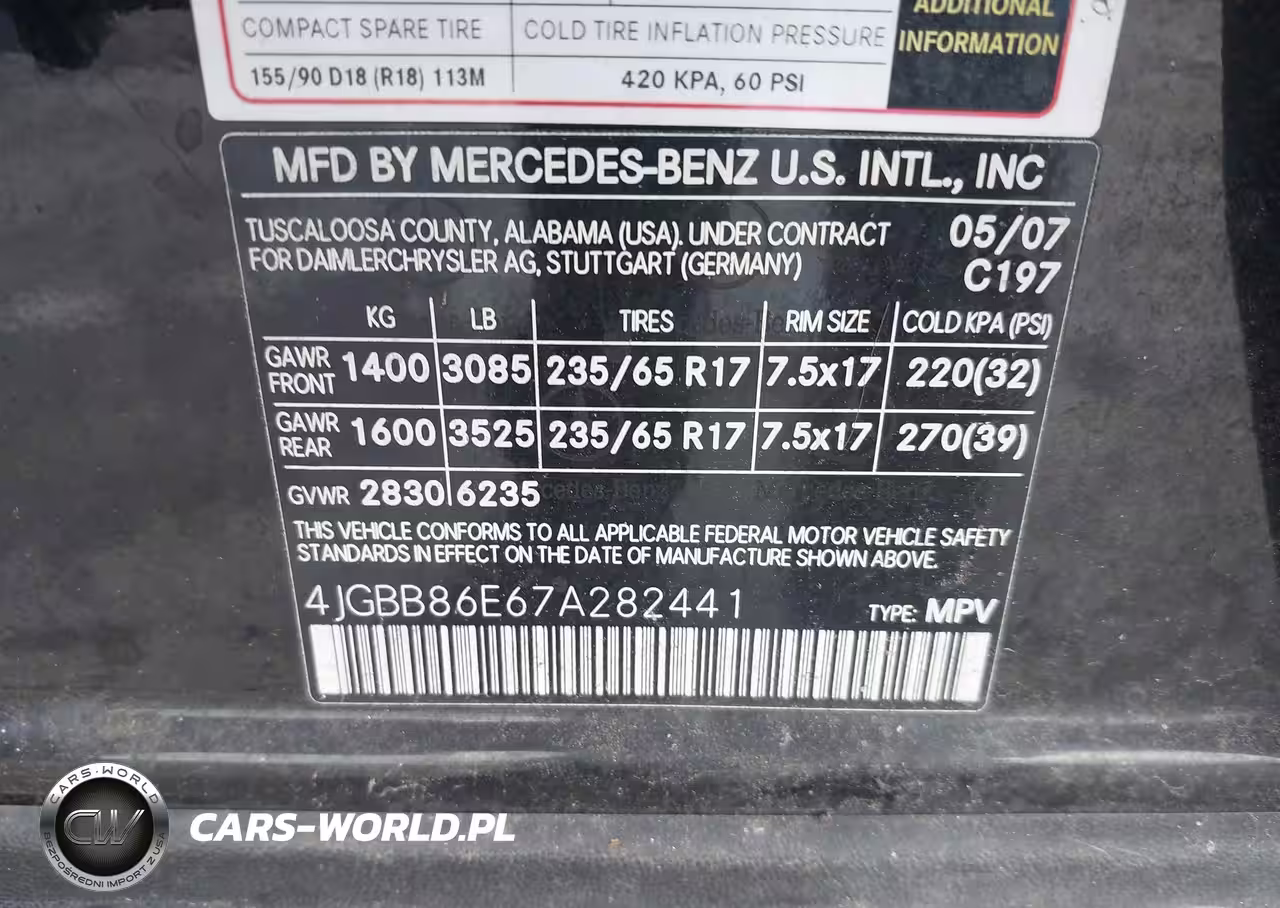 ADDITIONAL
INFORMATION
COMPACT SPARE TIRE COLD TIRE INFLATION PRESSURE
155/90 D18 (R18) 113M 420 KPA, 60 PSI
MFD BY MERCEDES-BENZ U.S. INTL., INC
TUSCALOOSA COUNTY, ALABAMA (USA). UNDER CONTRACT 05/07
FOR DAIMLERCHRYSLER AG, STUTTGART (GERMANY) C197
KG LB TIRES RIM SIZE COLD KPA (PSI)
GAWR FRONT 1400 3085 235/65 R17 7.5x17 220(32)
GAWR REAR 1600 3525 235/65 R17 7.5x17 270(39)
GVWR 2830 6235
THIS VEHICLE CONFORMS TO ALL APPLICABLE FEDERAL MOTOR VEHICLE SAFETY
STANDARDS IN EFFECT ON THE DATE OF MANUFACTURE SHOWN ABOVE.
4JGBB86E67A282441 TYPE: MPV
CARS-WORLD
CW
BEZPOŚREDNI IMPORT Z USA
CARS-WORLD.PL